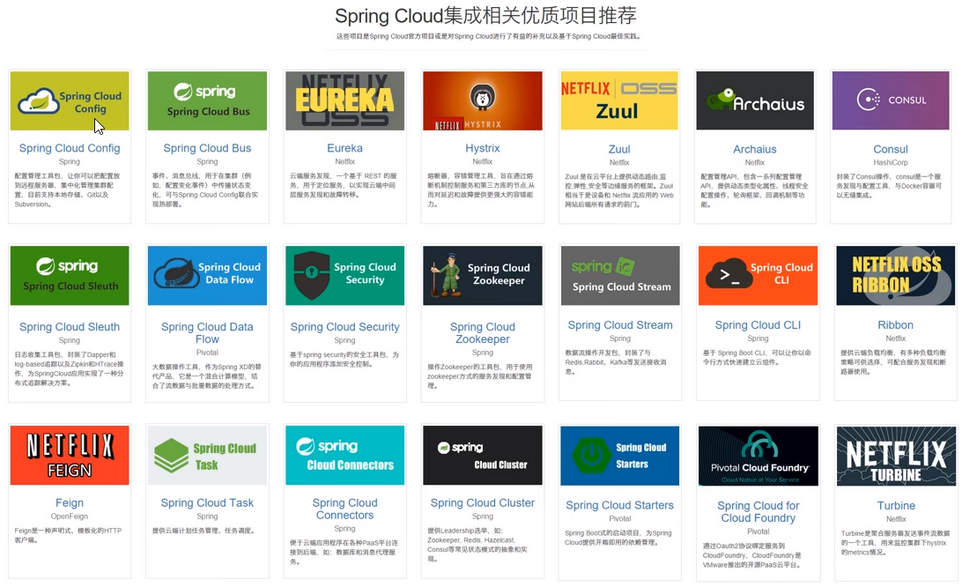 Spring Cloud集成相关优质项目推荐
这些项目是Spring Cloud官方项目或是对Spring Cloud进行了有益的补充以及基于Spring Cloud最佳实践。
Spring Cloud
Config
Spring Cloud Config
Spring
配置管理工具包，让你可以把配置放
到远程服务器，集中化管理集群配
置，目前支持本地存储、Git以及
Subversion。
spring
Spring Cloud Bus
Spring Cloud Bus
Spring
事件、消息总线，用于在集群（例
如，配置变化事件）中传播状态变
化，可与Spring Cloud Config联合实
现热部署。
NETFLIX
EUREKA
OSS
Eureka
Netflix
云端服务发现，一个基于 REST 的服
务，用于定位服务，以实现云端中间
层服务发现和故障转移。
NETFLIX
HYSTRIX
Hystrix
Netflix
熔断器，容错管理工具，旨在通过熔
断机制控制服务和第三方库的节点,从
而对延迟和故障提供更强大的容错能
力。
NETFLIX OSS
Zuul
Zuul
Netflix
Zuul 是在云平台上提供动态路由,监
控,弹性,安全等边缘服务的框架。Zuul
相当于是设备和 Netflix 流应用的 Web
网站后端所有请求的前门。
Archaius
Archaius
Netflix
配置管理API，包含一系列配置管理
API，提供动态类型化属性、线程安全
配置操作、轮询框架、回调机制等功
能。
CONSUL
Consul
HashiCorp
封装了Consul操作，consul是一个服
务发现与配置工具，与Docker容器可
以无缝集成。
spring
Spring Cloud Sleuth
Spring Cloud Sleuth
Spring
日志收集工具包，封装了Dapper和
log-based追踪以及Zipkin和HTrace操
作，为SpringCloud应用实现了一种分
布式追踪解决方案。
Spring Cloud
Data Flow
Spring Cloud Data
Flow
Pivotal
大数据操作工具，作为Spring XD的替
代产品，它是一个混合计算模型，结
合了流数据与批量数据的处理方式。
Spring Cloud
Security
Spring Cloud Security
Spring
基于spring security的安全工具包，为
你的应用程序添加安全控制。
Spring Cloud
Zookeeper
Spring Cloud
Zookeeper
Spring
操作Zookeeper的工具包，用于使用
zookeeper方式的服务发现和配置管
理。
spring
Spring Cloud Stream
Spring Cloud Stream
Spring
数据流操作开发包，封装了与
Redis,Rabbit、Kafka等发送接收消
息。
Spring Cloud
CLI
Spring Cloud CLI
Spring
基于 Spring Boot CLI，可以让你以命
令行方式快速建立云组件。
NETFLIX OSS
RIBBON
Ribbon
Netflix
提供云端负载均衡，有多种负载均衡
策略可供选择，可配合服务发现和断
路器使用。
NETFLIX
FEIGN
Feign
OpenFeign
Feign是一种声明式、模板化的HTTP
客户端。
Spring Cloud
Task
Spring Cloud Task
Spring
提供云端计划任务管理、任务调度。
spring
Cloud Connectors
Spring Cloud
Connectors
Spring
便于云端应用程序在各种PaaS平台连
接到后端，如：数据库和消息代理服
务。
spring
Cloud Cluster
Spring Cloud Cluster
Spring
提供Leadership选举，如：
Zookeeper, Redis, Hazelcast,
Consul等常见状态模式的抽象和实
现。
Spring Cloud
Starters
Spring Cloud Starters
Pivotal
Spring Boot式的启动项目，为Spring
Cloud提供开箱即用的依赖管理。
Pivotal Cloud Foundry
Cloud Native at Your Service
Spring Cloud for
Cloud Foundry
Pivotal
通过Oauth2协议绑定服务到
CloudFoundry，CloudFoundry是
VMware推出的开源PaaS云平台。
NETFLIX
TURBINE
Turbine
Netflix
Turbine是聚合服务器发送事件流数据
的一个工具，用来监控集群下hystrix
的metrics情况。